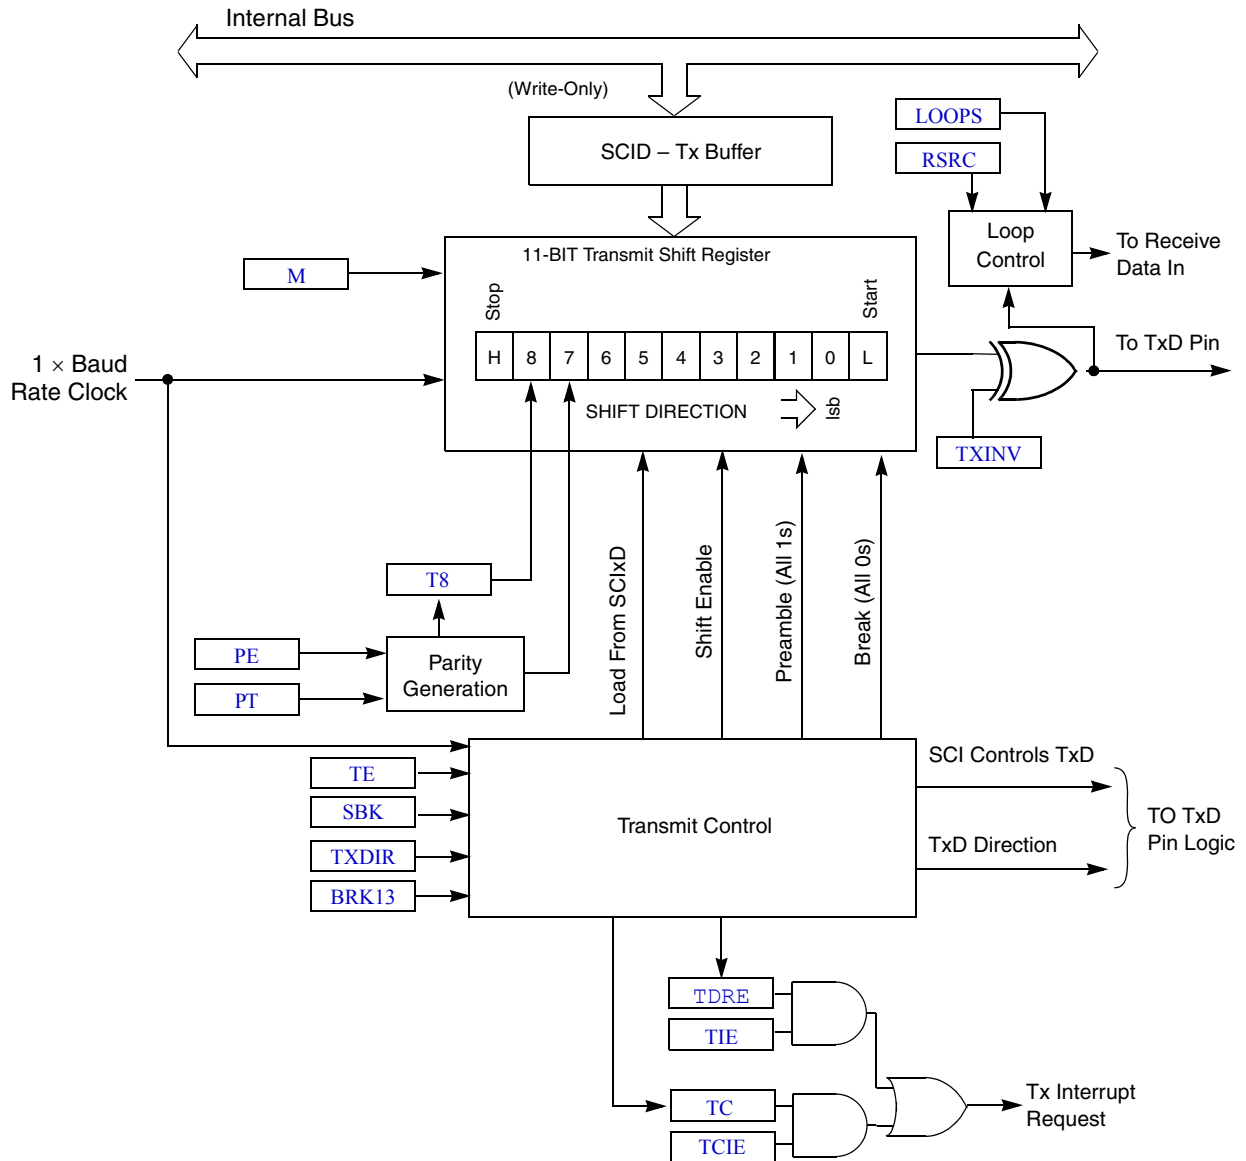 Internal Bus
(Write-Only)
LOOPS
SCID – Tx Buffer
RSRC
Loop
Control
To Receive
Data In
11-BIT Transmit Shift Register
M
Stop
Start
H 8 7 6 5 4 3 2 1 0 L
To TxD Pin
1 × Baud
Rate Clock
SHIFT DIRECTION
lsb
TXINV
Load From SCIxD
Shift Enable
Preamble (All 1s)
Break (All 0s)
T8
PE
PT
Parity
Generation
TE
SBK
TXDIR
BRK13
Transmit Control
SCI Controls TxD
TxD Direction
TO TxD
Pin Logic
TDRE
TIE
TC
TCIE
Tx Interrupt
Request